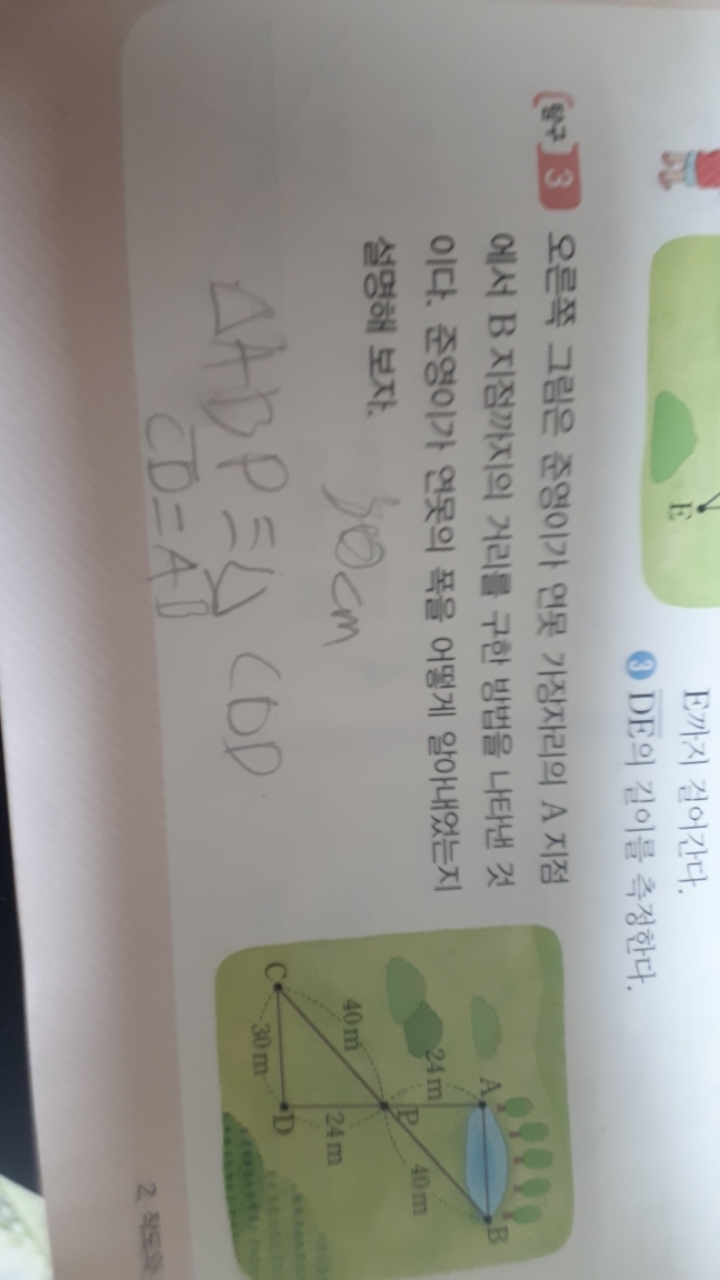 E
E까지 걸어간다.
3 DE의 길이를 측정한다.
탐구 3 오른쪽 그림은 준영이가 연못 가장자리의 A 지점
에서 B 지점까지의 거리를 구한 방법을 나타낸 것
이다. 준영이가 연못의 폭을 어떻게 알아내었는지
설명해 보자.
cm
△ABP≡△CDP
CD=AB
A
B
24 m
P
40 m
40 m
24 m
C
D
30 m
2. 작도와